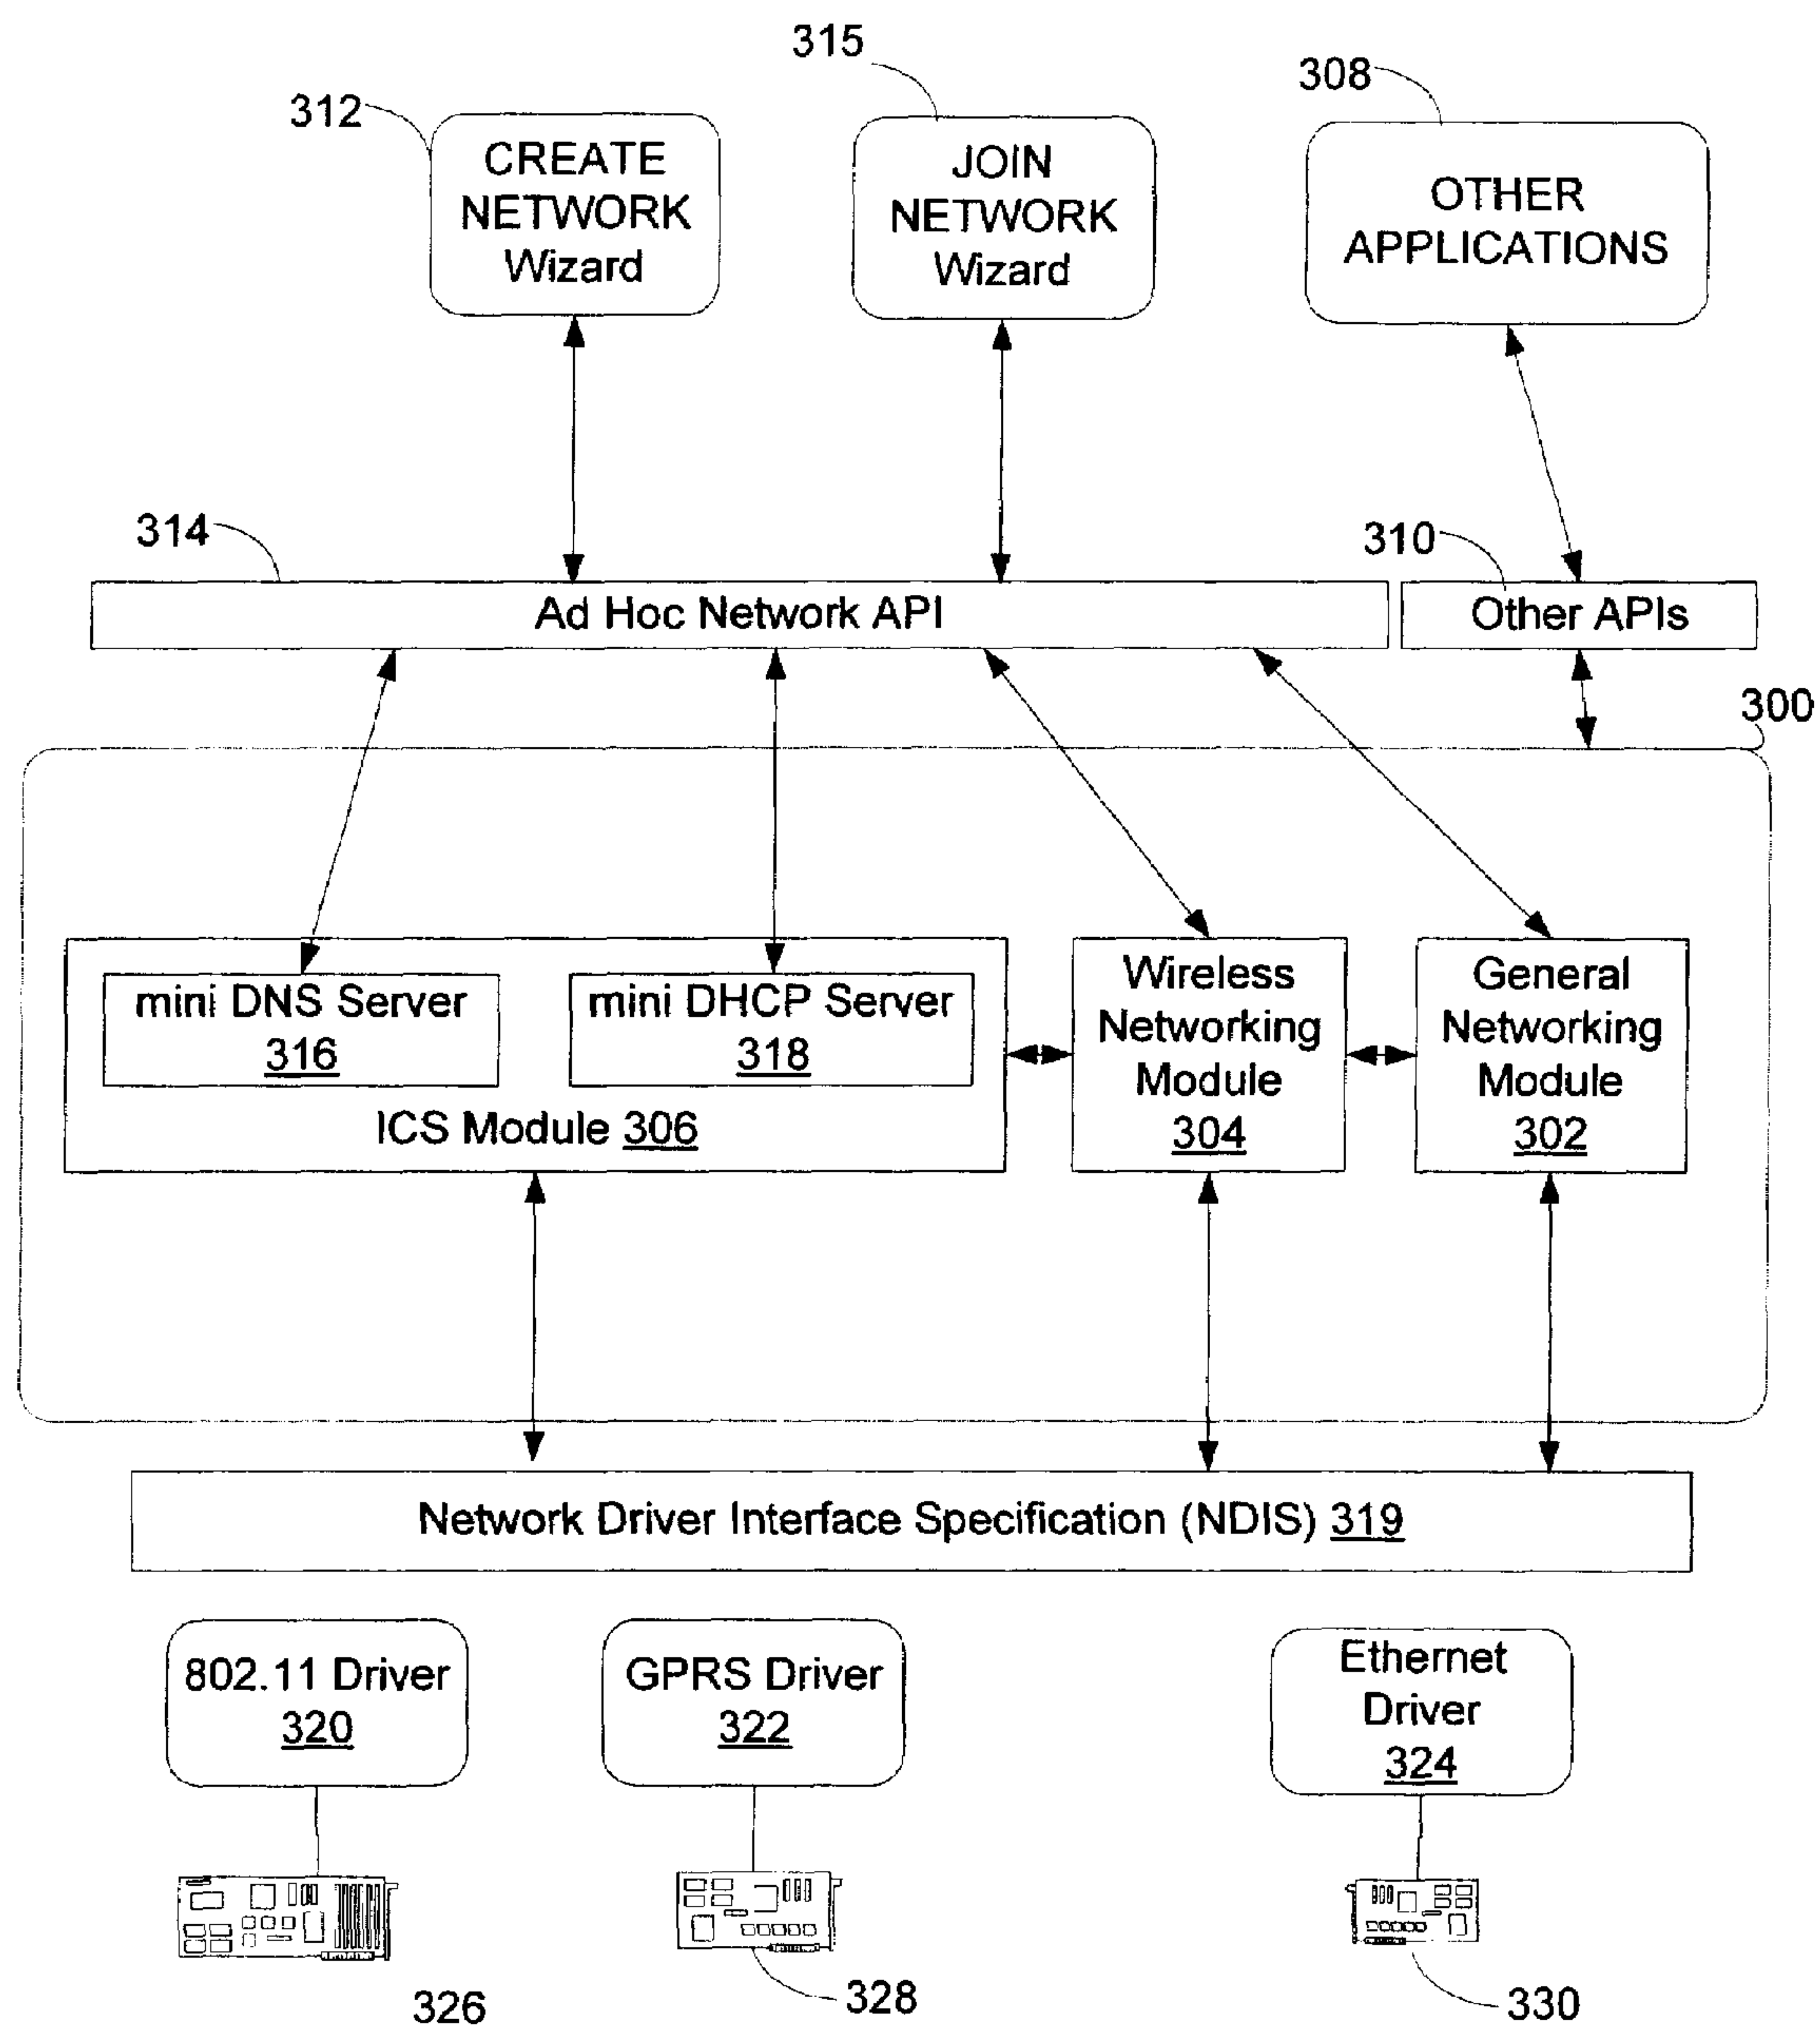 315
308
312
CREATE
NETWORK
Wizard
JOIN
NETWORK
Wizard
OTHER
APPLICATIONS
314
310
Ad Hoc Network API
Other APIs
300
mini DNS Server
316
mini DHCP Server
318
ICS Module 306
Wireless
Networking
Module
304
General
Networking
Module
302
Network Driver Interface Specification (NDIS) 319
802.11 Driver
320
GPRS Driver
322
Ethernet
Driver
324
326
328
330